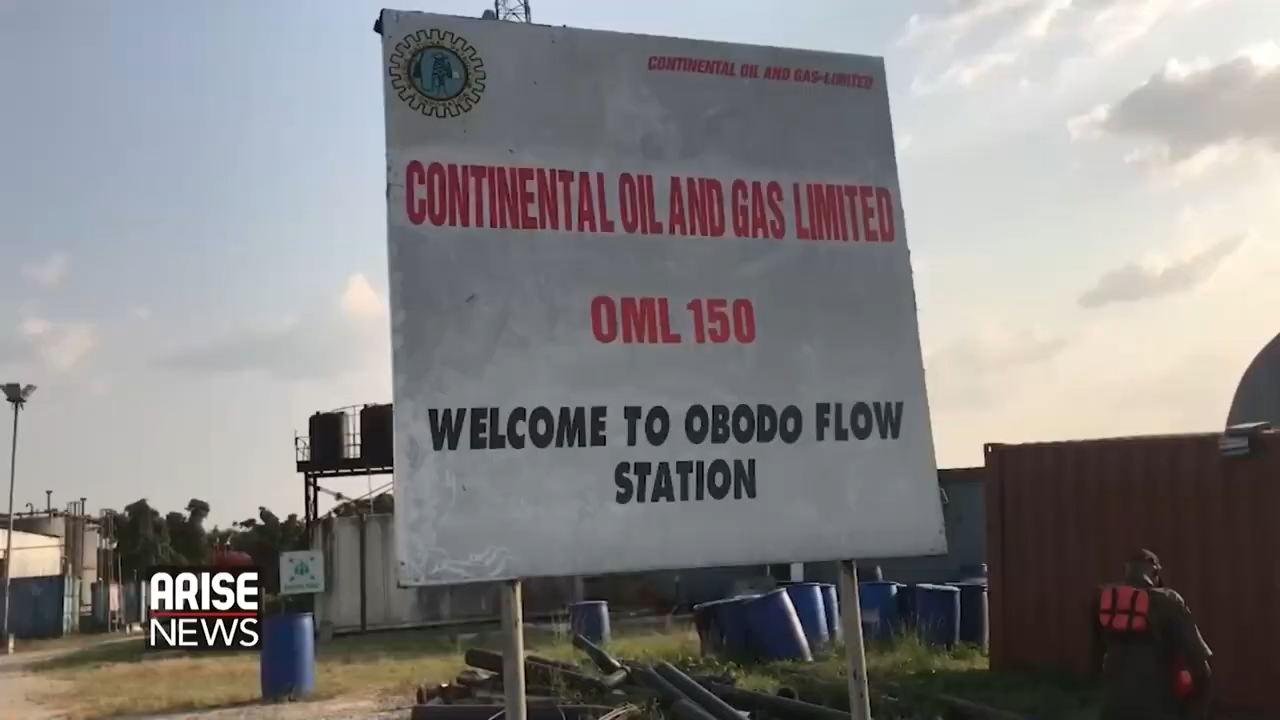 CONTINENTAL OIL AND GAS-LIMITED
CONTINENTAL OIL AND GAS LIMITED
OML 150
WELCOME TO OBODO FLOW
STATION
ARISE
NEWS